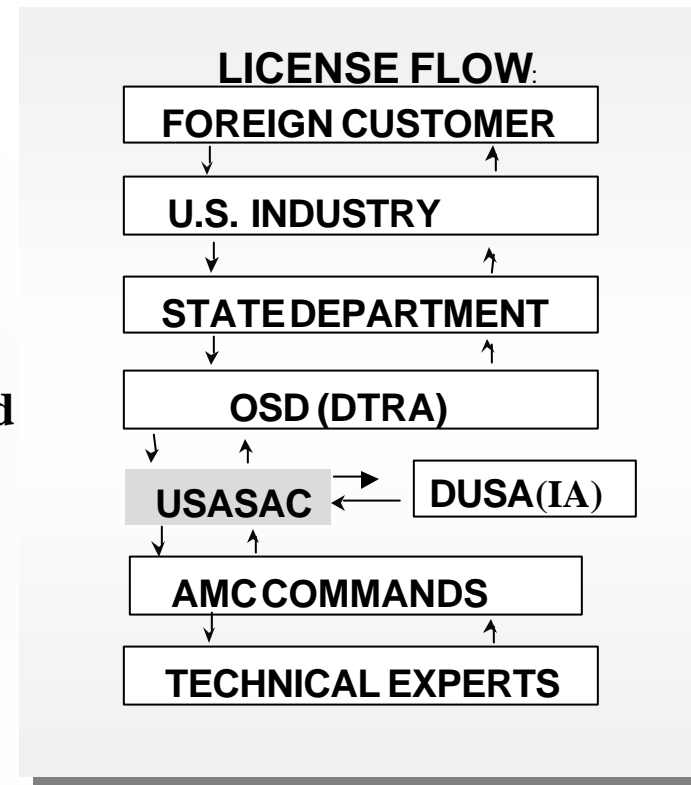 LICENSE FLOW:
FOREIGN CUSTOMER
U.S. INDUSTRY
STATE DEPARTMENT
d
OSD (DTRA)
USASAC
DUSA(IA)
AMC COMMANDS
TECHNICAL EXPERTS